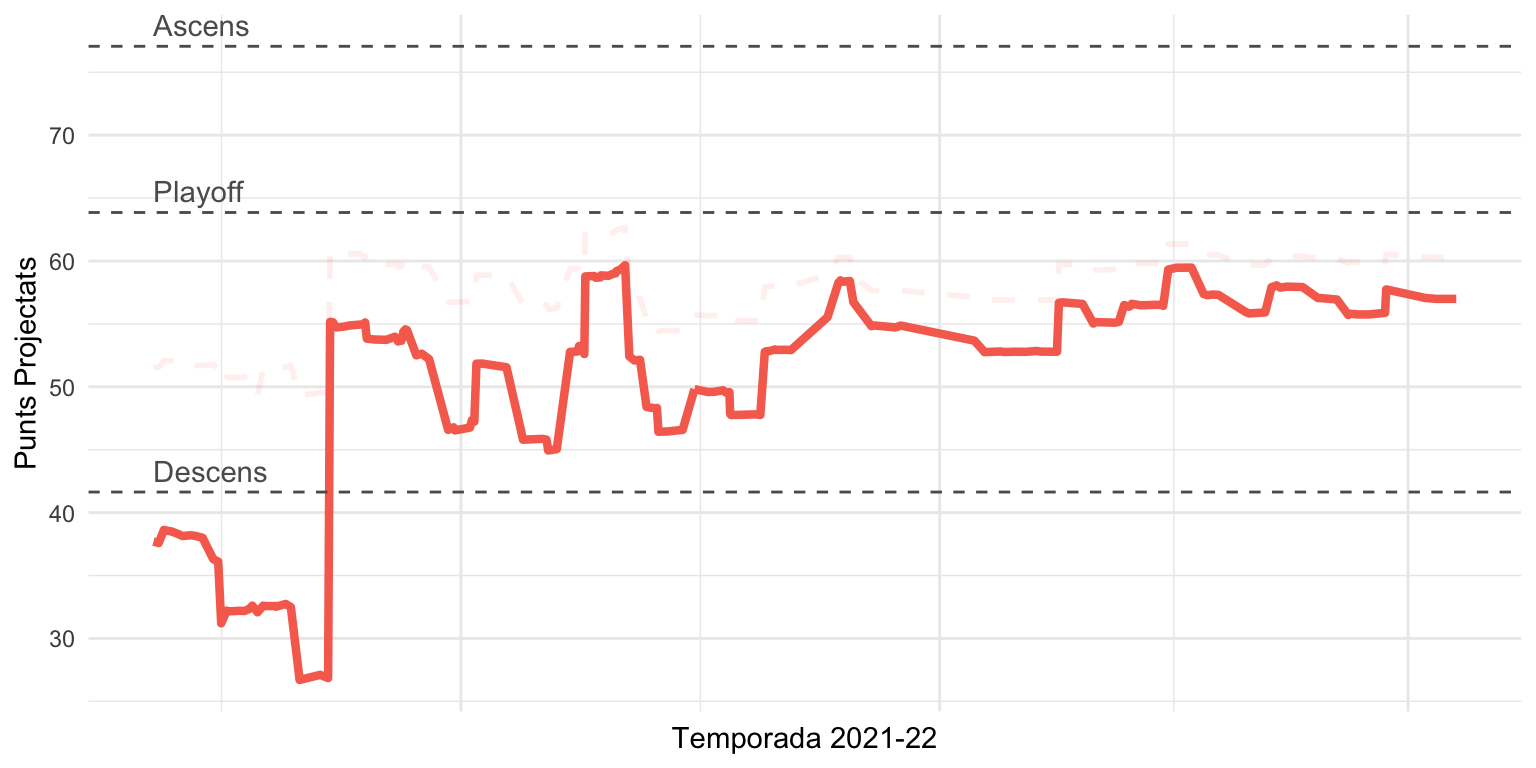 Ascens
70
Playoff
60
50
Descens
40
30
Punts Projectats
Temporada 2021-22